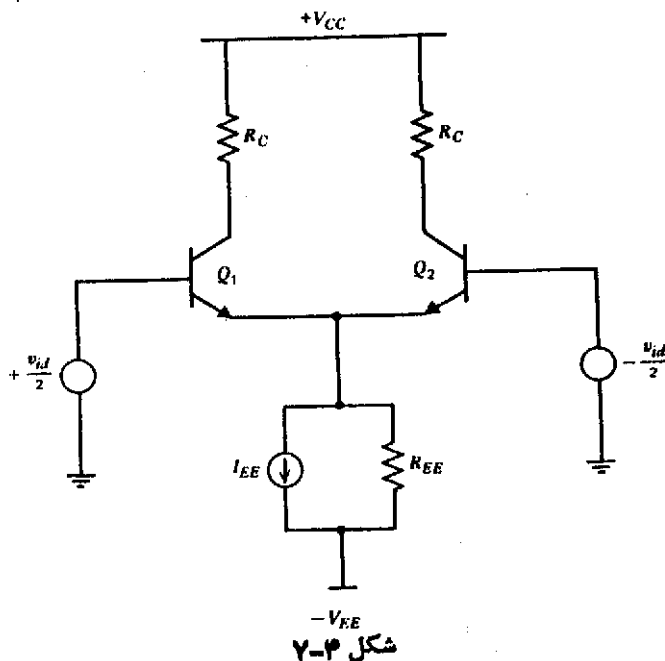 +V_CC
R_C
R_C
Q_1
Q_2
+ v_id/2
- v_id/2
I_EE
R_EE
-V_EE
شکل ۴-۷